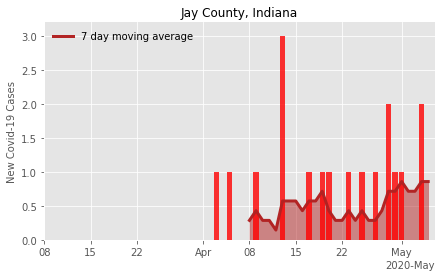 Jay County, Indiana
7 day moving average
New Covid-19 Cases
3.0
2.5
2.0
1.5
1.0
0.5
0.0
08 15 22 Apr 08 15 22 May
2020-May